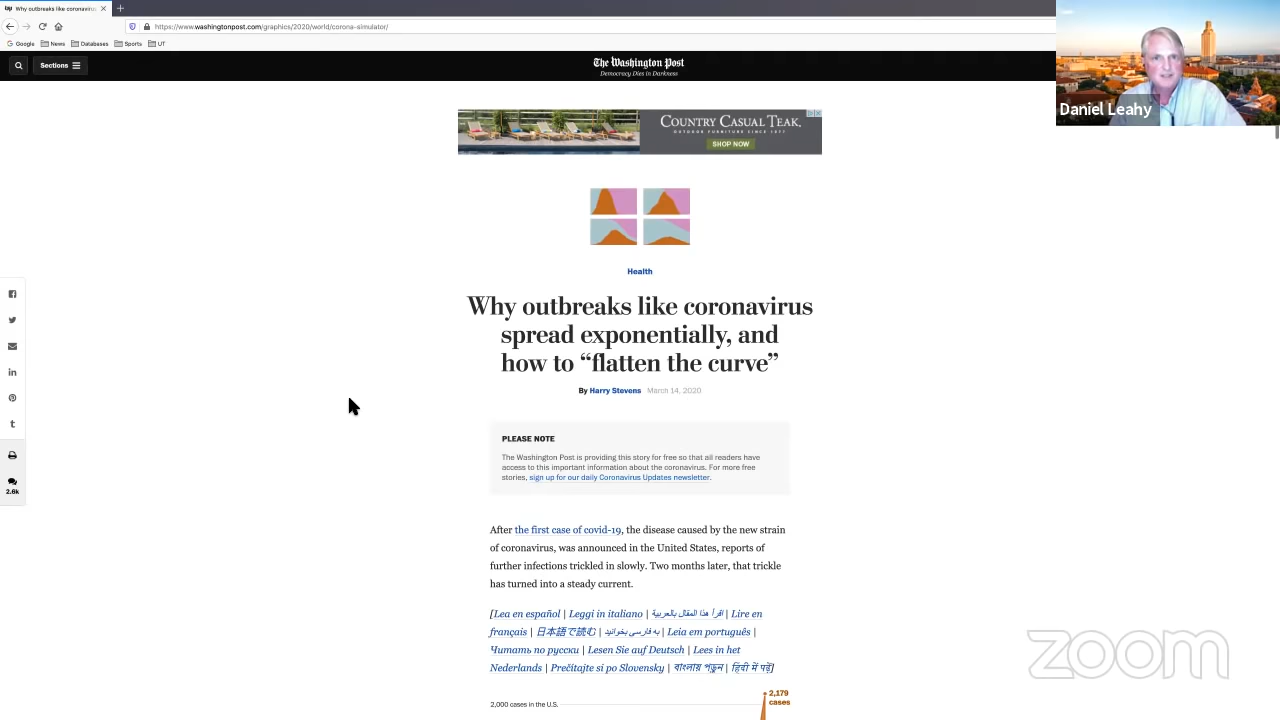 Why outbreaks like coronavirus
https://www.washingtonpost.com/graphics/2020/world/corona-simulator/
Google News Databases Sports UT
Sections
The Washington Post
Democracy Dies in Darkness
Daniel Leahy
COUNTRY CASUAL TEAK.
OUTDOOR FURNITURE SINCE 1977
SHOP NOW
Health
Why outbreaks like coronavirus
spread exponentially, and
how to “flatten the curve”
By Harry Stevens March 14, 2020
PLEASE NOTE
The Washington Post is providing this story for free so that all readers have
access to this important information about the coronavirus. For more free
stories, sign up for our daily Coronavirus Updates newsletter.
2.6k
After the first case of covid-19, the disease caused by the new strain
of coronavirus, was announced in the United States, reports of
further infections trickled in slowly. Two months later, that trickle
has turned into a steady current.
[Lea en español | Leggi in italiano | اقرأ هذا المقال بالعربية | Lire en
français | 日本語で読む | به فارسی بخوانید | Leia em português |
Читать по русски | Lesen Sie auf Deutsch | Lees in het
Nederlands | Prečítajte si po Slovensky | বাংলায় পড়ুন | हिंदी में पढ़ें]
2,179
cases
2,000 cases in the U.S.
zoom